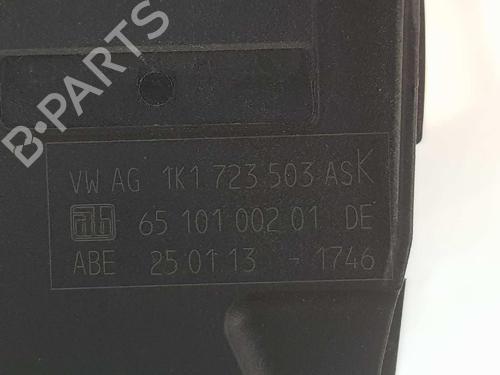 B-PARTS
VW AG 1K1 723 503 ASK
65 101 002 01 DE
ABE 25.01.13 - 1746